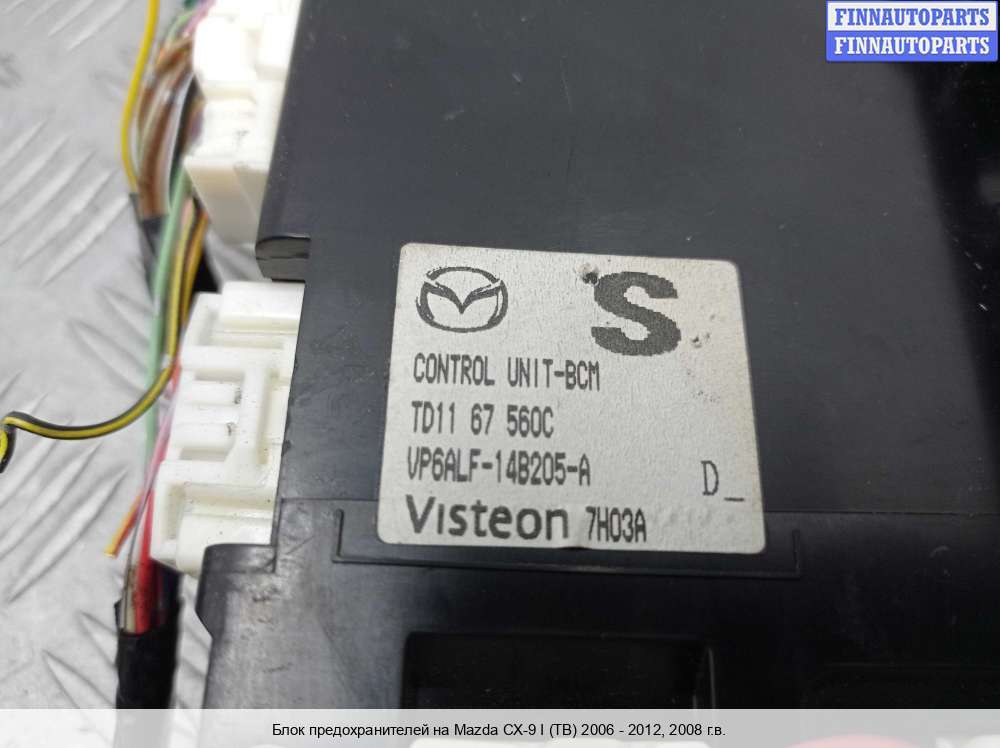 FINNAUTOPARTS
FINNAUTOPARTS
S
CONTROL UNIT-BCM
TD11 67 560C
VP6ALF-14B205-A
D_
Visteon 7H03A
Блок предохранителей на Mazda CX-9 I (TB) 2006 - 2012, 2008 г.в.